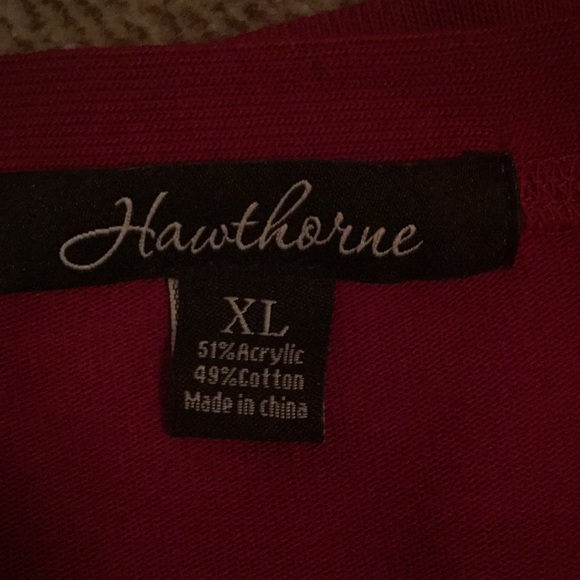 Hawthorne
XL
51%Acrylic
49%Cotton
Made in china